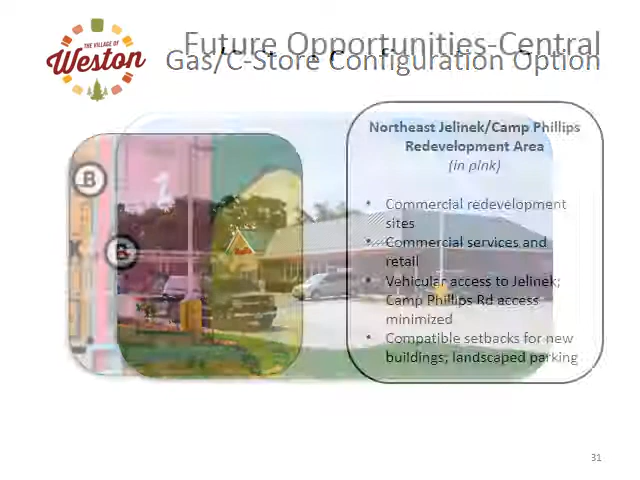 THE VILLAGE OF
Weston
Future Opportunities-Central
Gas/C-Store Configuration Option
Northeast Jelinek/Camp Phillips
Redevelopment Area
(in pink)
• Commercial redevelopment
sites
• Commercial services and
retail
• Vehicular access to Jelinek;
Camp Phillips Rd access
minimized
• Compatible setbacks for new
buildings; landscaped parking
B
B
31